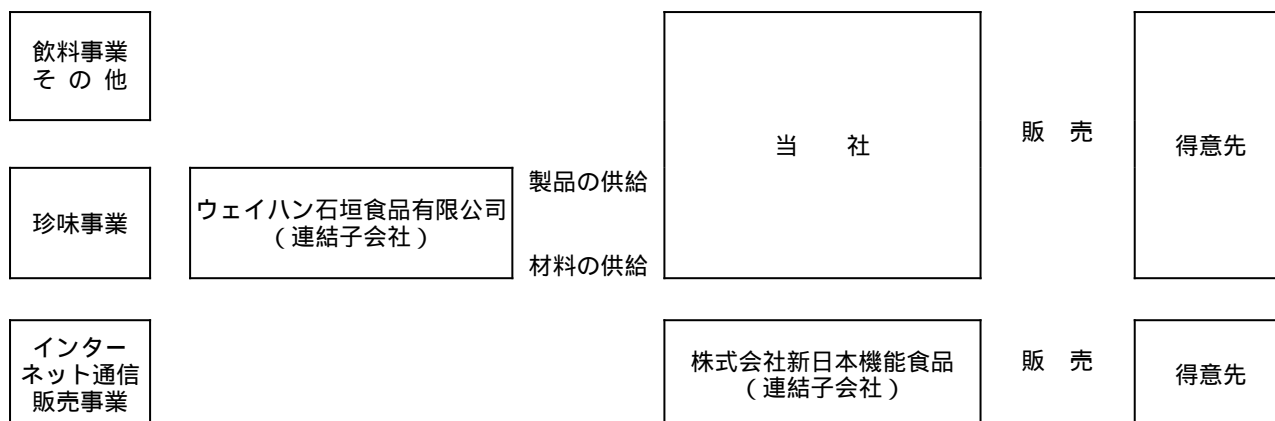 飲料事業
そ の 他
当　　社
販　売
得意先
珍味事業
ウェイハン石垣食品有限公司
（連結子会社）
製品の供給
材料の供給
インター
ネット通信
販売事業
株式会社新日本機能食品
（連結子会社）
販　売
得意先